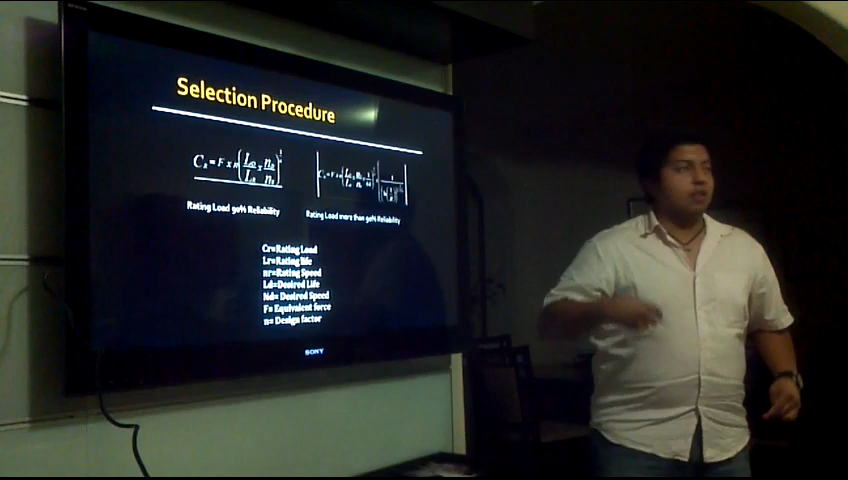 Selection Procedure
Rating Load 90% Reliability
Rating Load more than 90% Reliability
Cr=Rating Load
Lr=Rating life
nr=Rating Speed
Ld=Desired Life
Nd= Desired Speed
F= Equivalent force
n= Design factor
SONY